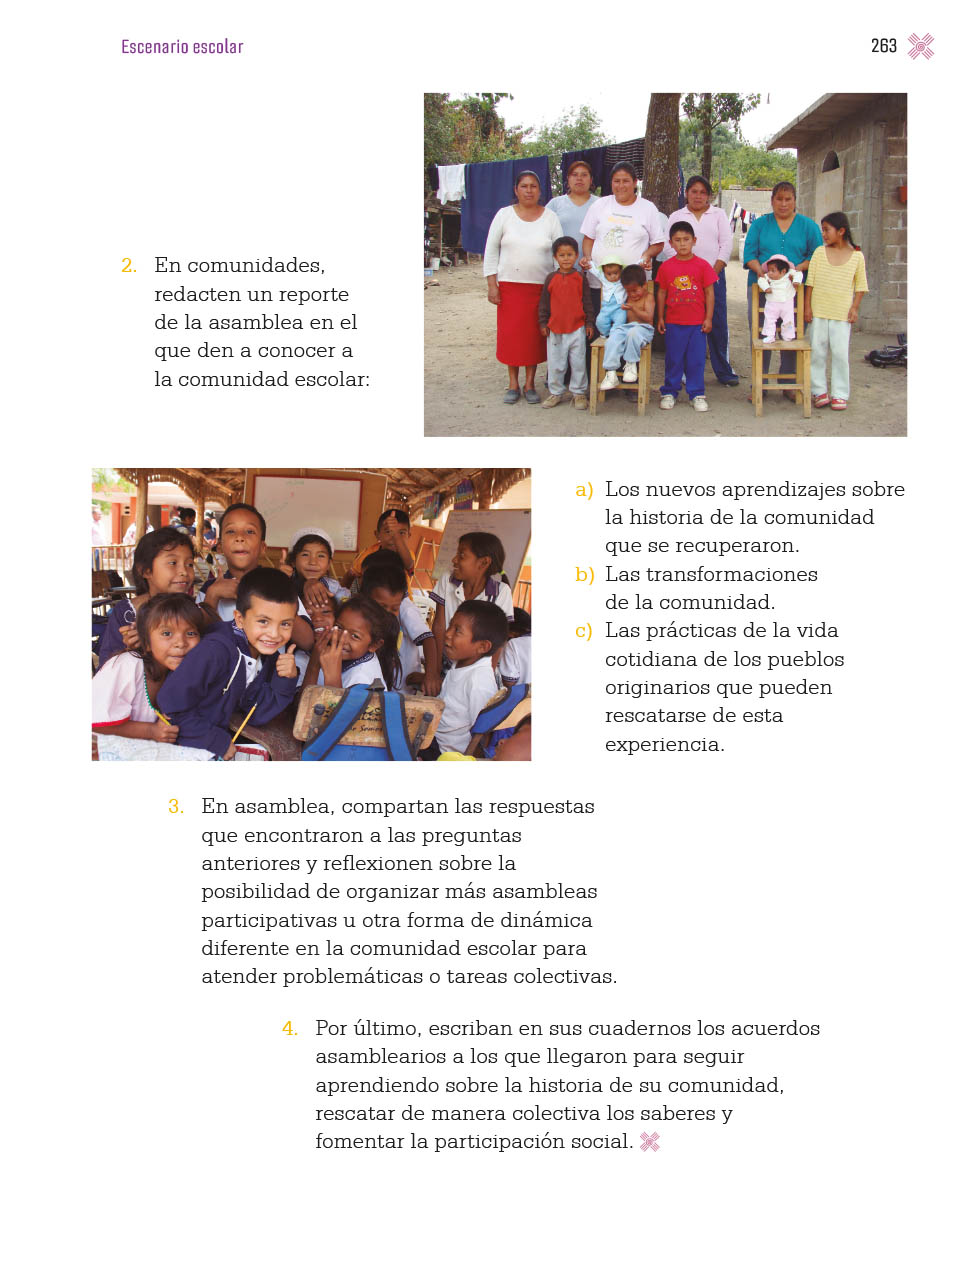 Escenario escolar
263
2. En comunidades,
redacten un reporte
de la asamblea en el
que den a conocer a
la comunidad escolar:
a) Los nuevos aprendizajes sobre
la historia de la comunidad
que se recuperaron.
b) Las transformaciones
de la comunidad.
c) Las prácticas de la vida
cotidiana de los pueblos
originarios que pueden
rescatarse de esta
experiencia.
3. En asamblea, compartan las respuestas
que encontraron a las preguntas
anteriores y reflexionen sobre la
posibilidad de organizar más asambleas
participativas u otra forma de dinámica
diferente en la comunidad escolar para
atender problemáticas o tareas colectivas.
4. Por último, escriban en sus cuadernos los acuerdos
asamblearios a los que llegaron para seguir
aprendiendo sobre la historia de su comunidad,
rescatar de manera colectiva los saberes y
fomentar la participación social.